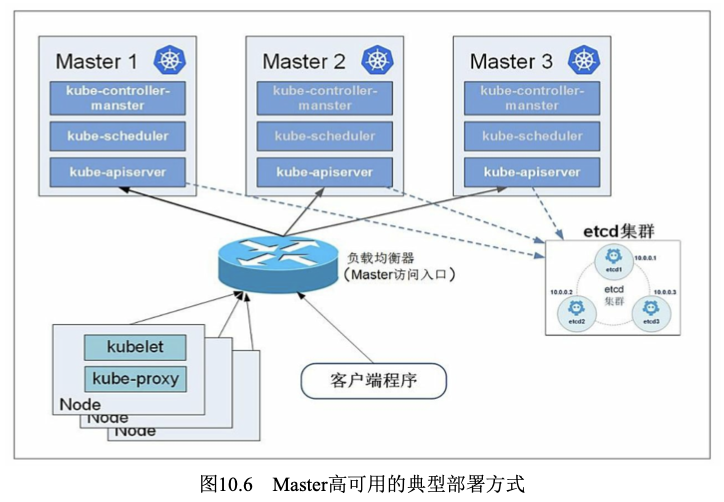 Master 1
kube-controller-
manster
kube-scheduler
kube-apiserver
Master 2
kube-controller-
manster
kube-scheduler
kube-apiserver
Master 3
kube-controller-
manster
kube-scheduler
kube-apiserver
负载均衡器
（Master访问入口）
etcd集群
etcd1
10.0.0.1
etcd
集群
10.0.0.2
10.0.0.3
etcd2
etcd3
kubelet
kube-proxy
Node
Node
Node
客户端程序
图10.6 Master高可用的典型部署方式